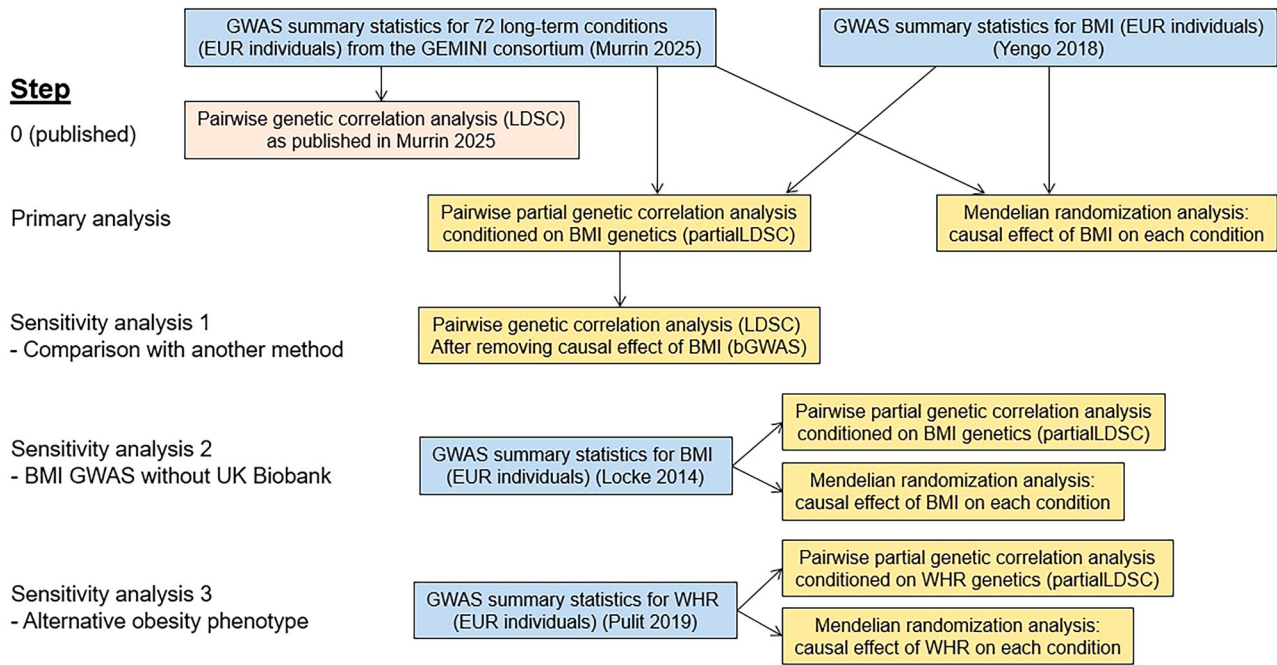 GWAS summary statistics for 72 long-term conditions
(EUR individuals) from the GEMINI consortium (Murrin 2025)
GWAS summary statistics for BMI (EUR individuals)
(Yengo 2018)
Step
0 (published)
Pairwise genetic correlation analysis (LDSC)
as published in Murrin 2025
Primary analysis
Pairwise partial genetic correlation analysis
conditioned on BMI genetics (partialLDSC)
Mendelian randomization analysis:
causal effect of BMI on each condition
Sensitivity analysis 1
- Comparison with another method
Pairwise genetic correlation analysis (LDSC)
After removing causal effect of BMI (bGWAS)
Sensitivity analysis 2
- BMI GWAS without UK Biobank
GWAS summary statistics for BMI
(EUR individuals) (Locke 2014)
Pairwise partial genetic correlation analysis
conditioned on BMI genetics (partialLDSC)
Mendelian randomization analysis:
causal effect of BMI on each condition
Sensitivity analysis 3
- Alternative obesity phenotype
GWAS summary statistics for WHR
(EUR individuals) (Pulit 2019)
Pairwise partial genetic correlation analysis
conditioned on WHR genetics (partialLDSC)
Mendelian randomization analysis:
causal effect of WHR on each condition